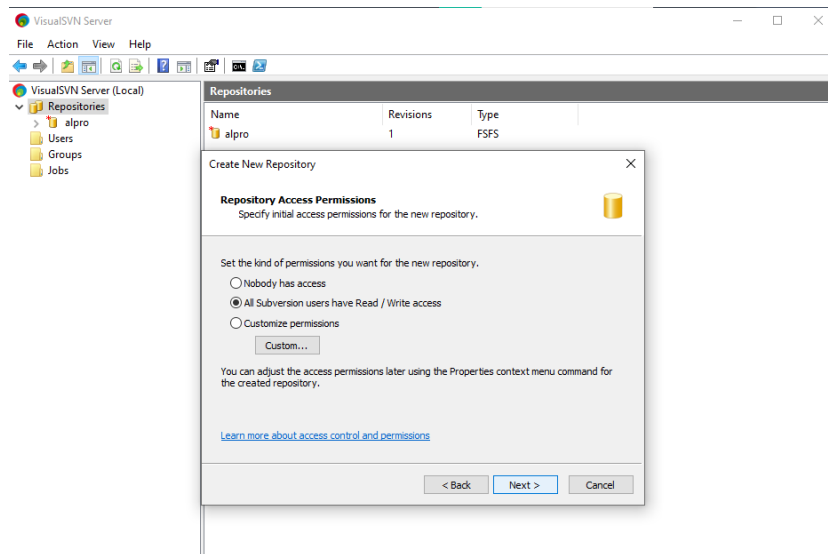 VisualSVN Server
File Action View Help
VisualSVN Server (Local)
Repositories
alpro
Users
Groups
Jobs
Repositories
Name Revisions Type
alpro 1 FSFS
Create New Repository
Repository Access Permissions
Specify initial access permissions for the new repository.
Set the kind of permissions you want for the new repository.
Nobody has access
All Subversion users have Read / Write access
Customize permissions
Custom...
You can adjust the access permissions later using the Properties context menu command for
the created repository.
Learn more about access control and permissions
< Back Next > Cancel